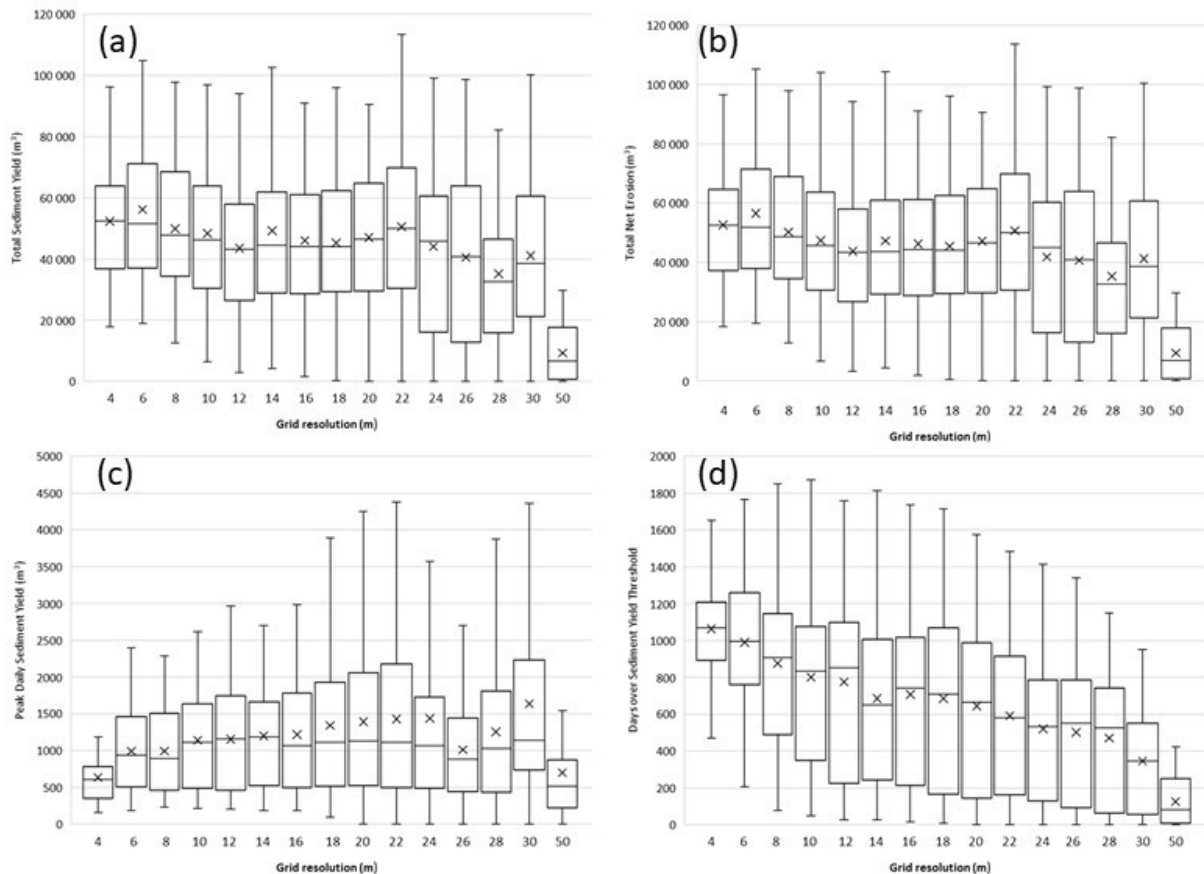 (a)
Total Sediment Yield (m³)
120 000
100 000
80 000
60 000
40 000
20 000
0
4 6 8 10 12 14 16 18 20 22 24 26 28 30 50
Grid resolution (m)
(b)
Total Net Erosion (m³)
120 000
100 000
80 000
60 000
40 000
20 000
0
4 6 8 10 12 14 16 18 20 22 24 26 28 30 50
Grid resolution (m)
(c)
Peak Daily Sediment Yield (m³)
5000
4500
4000
3500
3000
2500
2000
1500
1000
500
0
4 6 8 10 12 14 16 18 20 22 24 26 28 30 50
Grid resolution (m)
(d)
Days over Sediment Yield Threshold
2000
1800
1600
1400
1200
1000
800
600
400
200
0
4 6 8 10 12 14 16 18 20 22 24 26 28 30 50
Grid resolution (m)